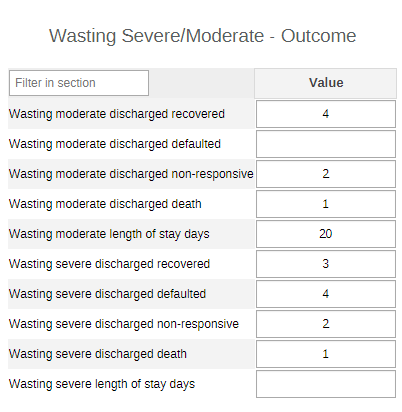 Wasting Severe/Moderate - Outcome
Filter in section Value
Wasting moderate discharged recovered 4
Wasting moderate discharged defaulted
Wasting moderate discharged non-responsive 2
Wasting moderate discharged death 1
Wasting moderate length of stay days 20
Wasting severe discharged recovered 3
Wasting severe discharged defaulted 4
Wasting severe discharged non-responsive 2
Wasting severe discharged death 1
Wasting severe length of stay days